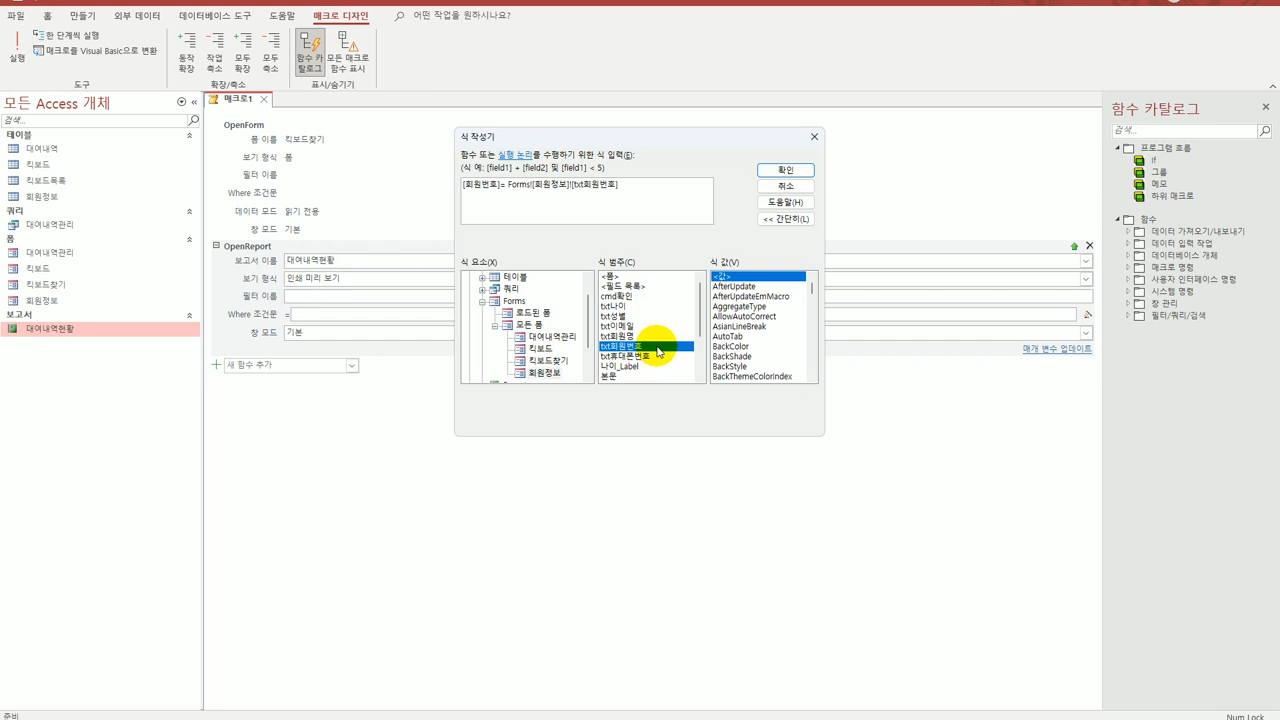 파일 홈 만들기 외부 데이터 데이터베이스 도구 도움말 매크로 디자인 어떤 작업을 원하시나요?
실행
한 단계씩 실행
매크로를 Visual Basic으로 변환
동작 확장
작업 축소
모두 확장
모두 축소
함수 카탈로그
모든 매크로 함수 표시
도구 확장/축소 표시/숨기기
모든 Access 개체
검색...
테이블
대여내역
킥보드
킥보드목록
회원정보
쿼리
대여내역관리
폼
대여내역관리
킥보드
킥보드찾기
회원정보
보고서
대여내역현황
매크로1
OpenForm
폼 이름 킥보드찾기
보기 형식 폼
필터 이름
Where 조건문
데이터 모드 읽기 전용
창 모드 기본
OpenReport
보고서 이름 대여내역현황
보기 형식 인쇄 미리 보기
필터 이름
Where 조건문 =
창 모드 기본
매개 변수 업데이트
새 함수 추가
식 작성기
함수 또는 실행 논리를 수행하기 위한 식 입력(E):
(식 예: [field1] + [field2] 및 [field1] < 5)
[회원번호]= Forms![회원정보]![txt회원번호]
확인
취소
도움말(H)
<< 간단히(L)
식 요소(X)
테이블
쿼리
Forms
로드된 폼
모든 폼
대여내역관리
킥보드
킥보드찾기
회원정보
식 범주(C)
<폼>
<필드 목록>
cmd확인
txt나이
txt성별
txt이메일
txt회원명
txt회원번호
txt휴대폰번호
나이_Label
본문
식 값(V)
<값>
AfterUpdate
AfterUpdateEmMacro
AggregateType
AllowAutoCorrect
AsianLineBreak
AutoTab
BackColor
BackShade
BackStyle
BackThemeColorIndex
함수 카탈로그
검색...
프로그램 흐름
If
그룹
메모
하위 매크로
함수
데이터 가져오기/내보내기
데이터 입력 작업
데이터베이스 개체
매크로 명령
사용자 인터페이스 명령
시스템 명령
창 관리
필터/쿼리/검색
준비
Num Lock